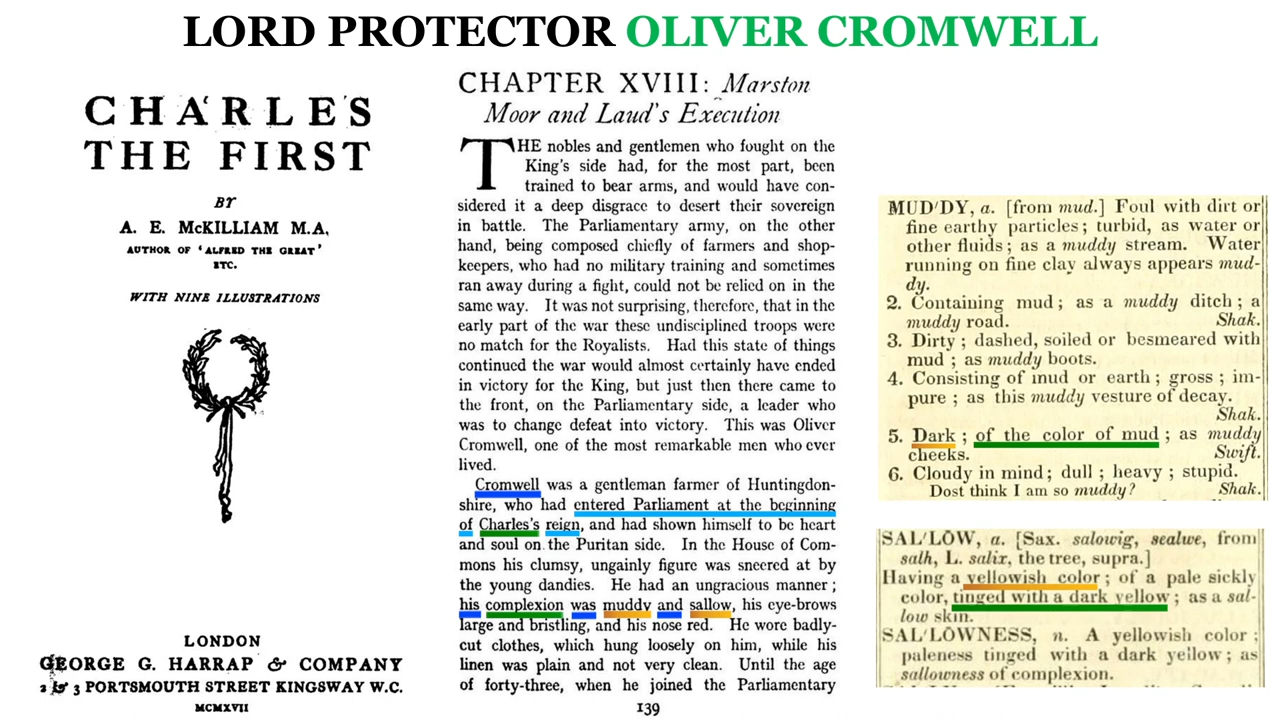 LORD PROTECTOR OLIVER CROMWELL
CHARLES
THE FIRST
BY
A. E. McKILLIAM M.A.
AUTHOR OF 'ALFRED THE GREAT'
ETC.
WITH NINE ILLUSTRATIONS
LONDON
GEORGE G. HARRAP & COMPANY
2 & 3 PORTSMOUTH STREET KINGSWAY W.C.
MCMXVII
CHAPTER XVIII: Marston
Moor and Laud's Execution
THE nobles and gentlemen who fought on the
King's side had, for the most part, been
trained to bear arms, and would have con-
sidered it a deep disgrace to desert their sovereign
in battle. The Parliamentary army, on the other
hand, being composed chiefly of farmers and shop-
keepers, who had no military training and sometimes
ran away during a fight, could not be relied on in the
same way. It was not surprising, therefore, that in the
early part of the war these undisciplined troops were
no match for the Royalists. Had this state of things
continued the war would almost certainly have ended
in victory for the King, but just then there came to
the front, on the Parliamentary side, a leader who
was to change defeat into victory. This was Oliver
Cromwell, one of the most remarkable men who ever
lived.
Cromwell was a gentleman farmer of Huntingdon-
shire, who had entered Parliament at the beginning
of Charles's reign, and had shown himself to be heart
and soul on the Puritan side. In the House of Com-
mons his clumsy, ungainly figure was sneered at by
the young dandies. He had an ungracious manner;
his complexion was muddy and sallow, his eye-brows
large and bristling, and his nose red. He wore badly-
cut clothes, which hung loosely on him, while his
linen was plain and not very clean. Until the age
of forty-three, when he joined the Parliamentary
139
MUD'DY, a. [from mud.] Foul with dirt or
fine earthy particles; turbid, as water or
other fluids; as a muddy stream. Water
running on fine clay always appears mud-
dy.
2. Containing mud; as a muddy ditch; a
muddy road. Shak.
3. Dirty; dashed, soiled or besmeared with
mud; as muddy boots.
4. Consisting of mud or earth; gross; im-
pure; as this muddy vesture of decay.
Shak.
5. Dark; of the color of mud; as muddy
cheeks. Swift.
6. Cloudy in mind; dull; heavy; stupid.
Dost think I am so muddy? Shak.
SAL'LOW, a. [Sax. salowig, sealwe, from
salh, L. salix, the tree, supra.]
Having a yellowish color; of a pale sickly
color, tinged with a dark yellow; as a sal-
low skin.
SAL'LOWNESS, n. A yellowish color;
paleness tinged with a dark yellow; as
sallowness of complexion.